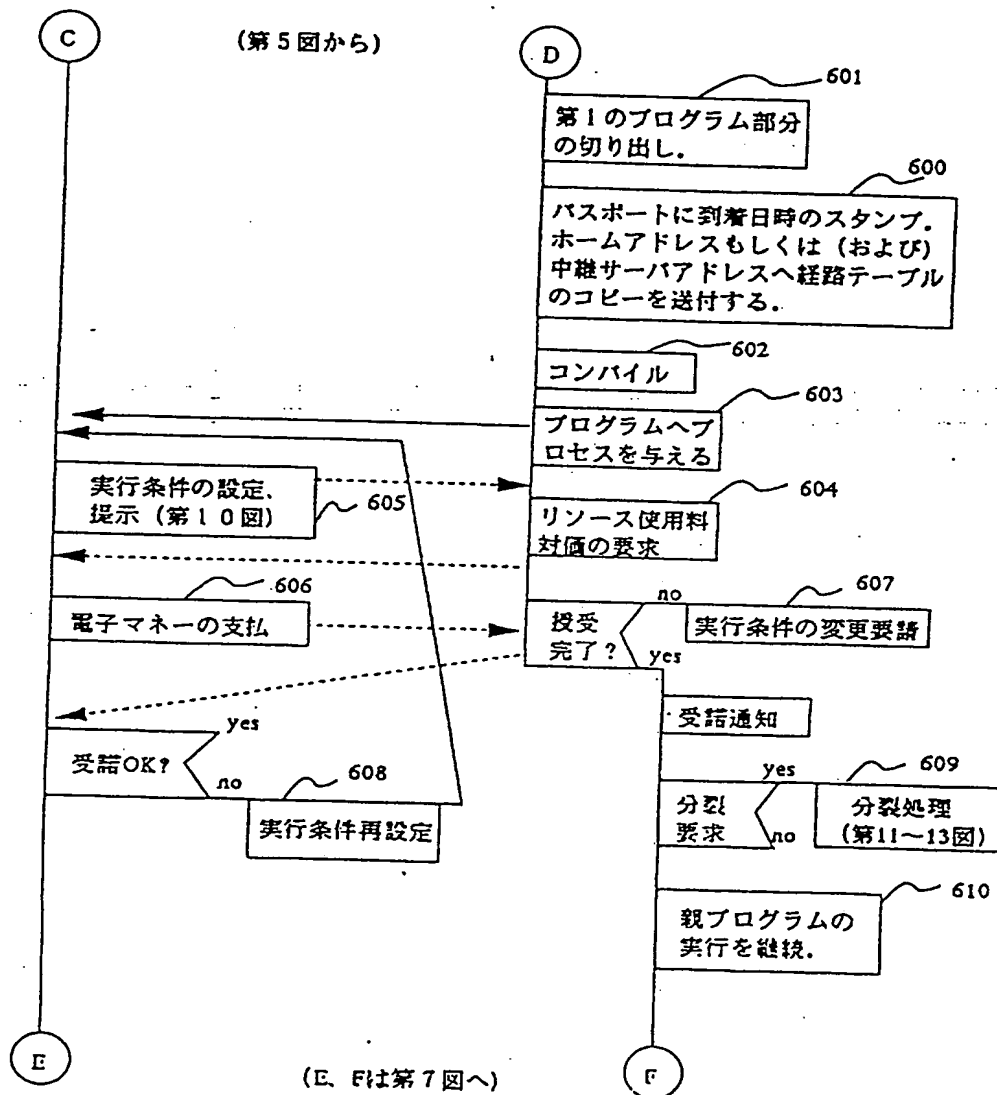 C
(第5図から)
D
601
第1のプログラム部分
の切り出し.
600
パスポートに到着日時のスタンプ.
ホームアドレスもしくは(および)
中継サーバアドレスへ経路テーブル
のコピーを送付する.
602
コンパイル
603
プログラムへプ
ロセスを与える
実行条件の設定、
提示(第10図)
605
604
リソース使用料
対価の要求
606
電子マネーの支払
授受
完了?
no
yes
607
実行条件の変更要請
受諾通知
yes
受諾OK?
no
608
実行条件再設定
分裂
要求
yes
no
609
分裂処理
(第11〜13図)
610
親プログラムの
実行を継続.
E
(E、Fは第7図へ)
F